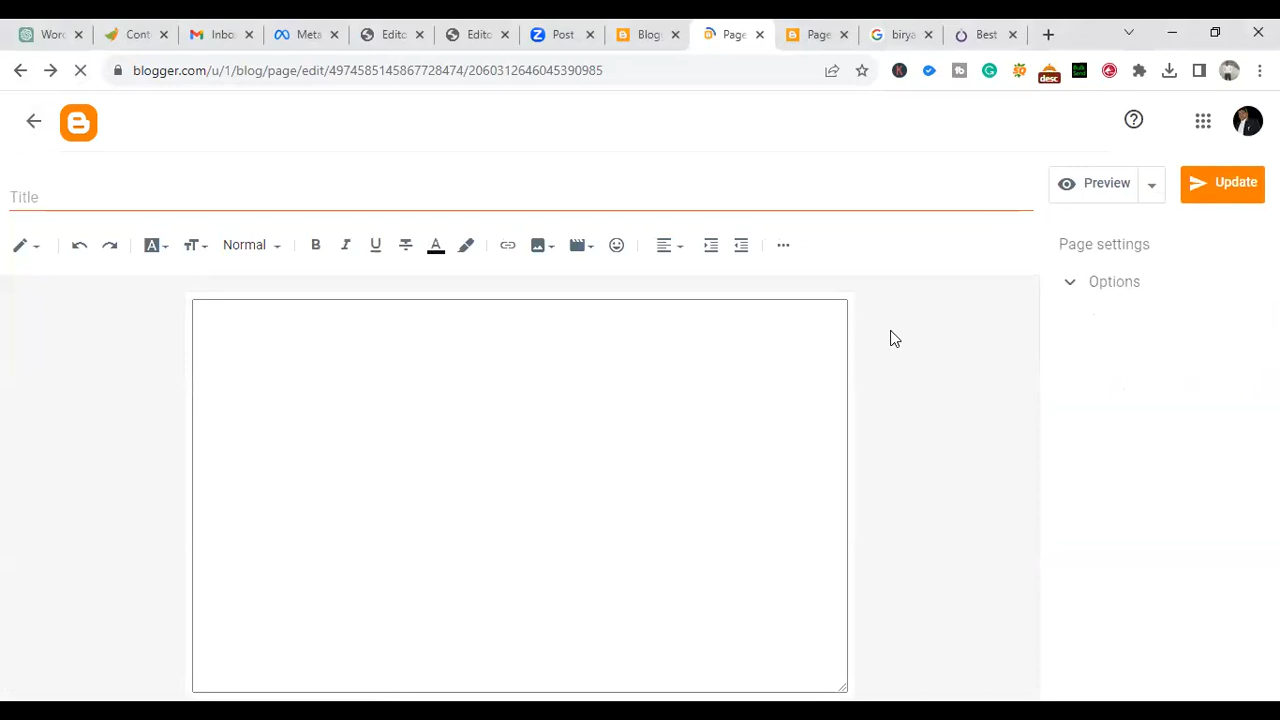 Word
Cont
Inbo
Meta
Edito
Edito
Post
Blog
Page
Page
birya
Best
blogger.com/u/1/blog/page/edit/4974585145867728474/2060312646045390985
desc
Title
Preview
Update
Normal
Page settings
Options